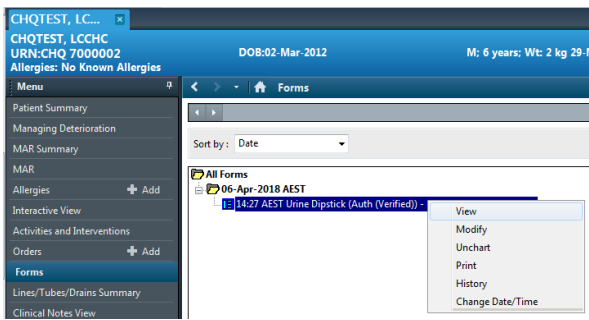 CHQTEST, LC...
CHQTEST, LCCHC
URN:CHQ 7000002 DOB:02-Mar-2012 M; 6 years; Wt: 2 kg 29-
Allergies: No Known Allergies
Menu Forms
Patient Summary
Managing Deterioration
MAR Summary
Sort by: Date
MAR
All Forms
Allergies Add
06-Apr-2018 AEST
Interactive View
14:27 AEST Urine Dipstick (Auth (Verified)) -
View
Activities and Interventions
Modify
Orders Add
Unchart
Forms
Print
History
Lines/Tubes/Drains Summary
Change Date/Time
Clinical Notes View